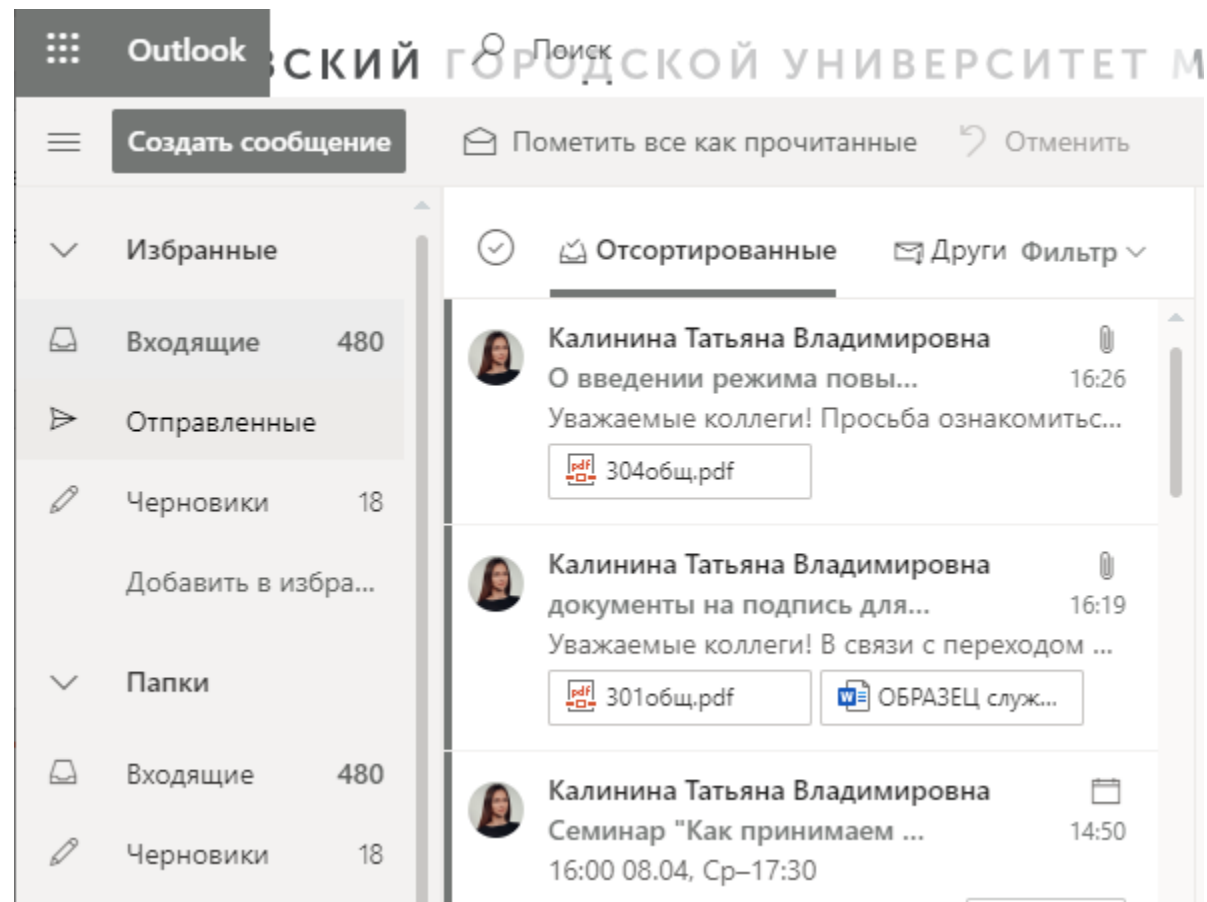 Outlook
СКИЙ ГОРОДСКОЙ УНИВЕРСИТЕТ М
Поиск
Создать сообщение
Пометить все как прочитанные
Отменить
Избранные
Входящие 480
Отправленные
Черновики 18
Добавить в избра...
Папки
Входящие 480
Черновики 18
Отсортированные
Други
Фильтр
Калинина Татьяна Владимировна
О введении режима повы... 16:26
Уважаемые коллеги! Просьба ознакомитьс...
pdf 304общ.pdf
Калинина Татьяна Владимировна
документы на подпись для... 16:19
Уважаемые коллеги! В связи с переходом ...
pdf 301общ.pdf
W ОБРАЗЕЦ служ...
Калинина Татьяна Владимировна
Семинар "Как принимаем ... 14:50
16:00 08.04, Ср–17:30